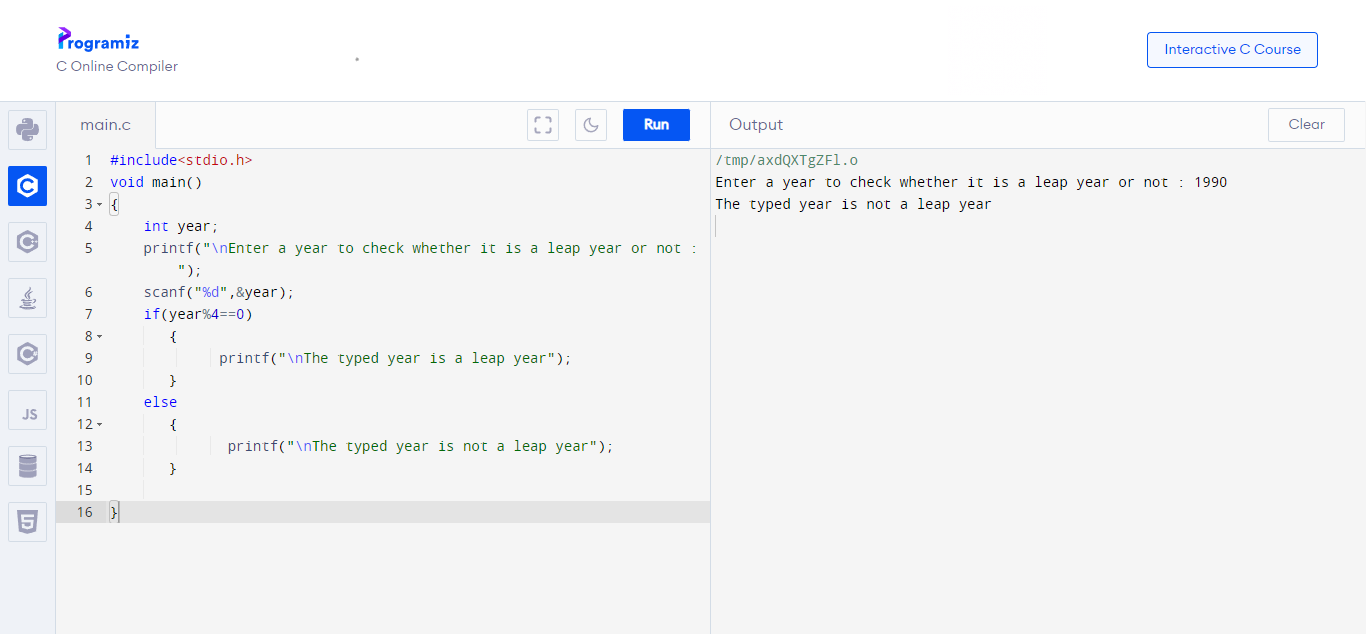 Programiz
C Online Compiler
Interactive C Course
main.c
Run
Output
Clear
1 #include<stdio.h>
2 void main()
3 {
4 int year;
5 printf("\nEnter a year to check whether it is a leap year or not :
");
6 scanf("%d",&year);
7 if(year%4==0)
8 {
9 printf("\nThe typed year is a leap year");
10 }
11 else
12 {
13 printf("\nThe typed year is not a leap year");
14 }
15
16 }
/tmp/axdQXTgZFl.o
Enter a year to check whether it is a leap year or not : 1990
The typed year is not a leap year
JS